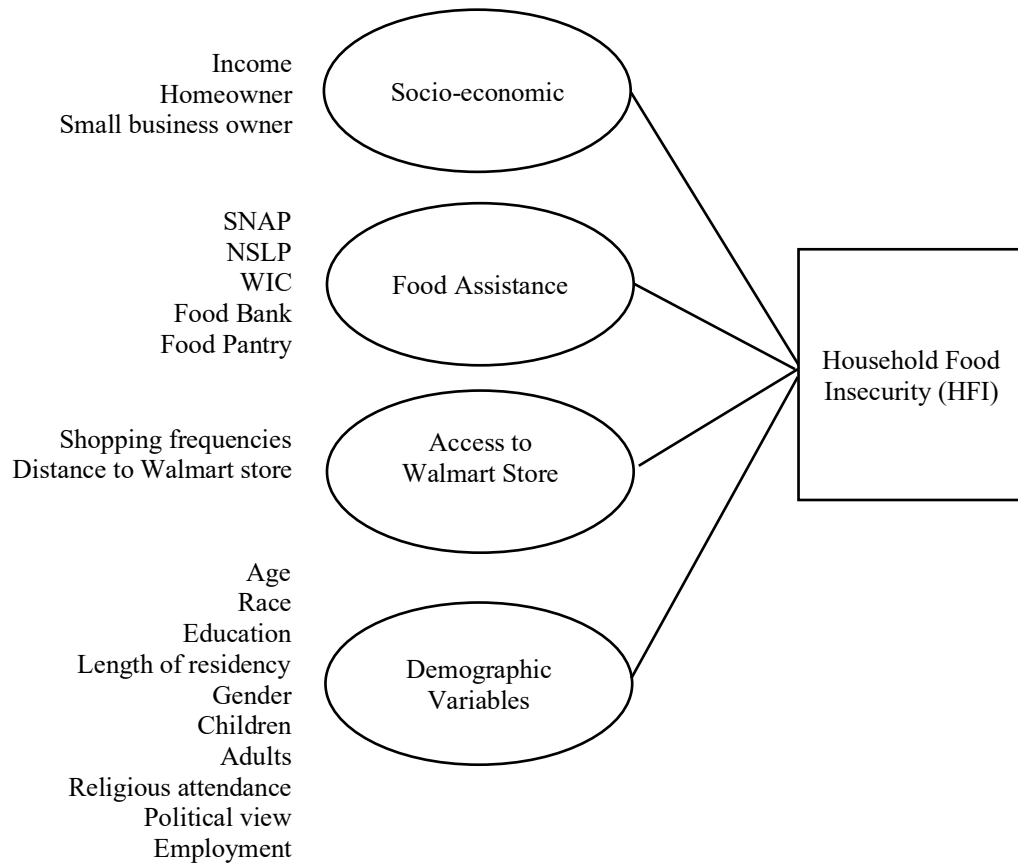 Income
Homeowner
Small business owner
Socio-economic
SNAP
NSLP
WIC
Food Bank
Food Pantry
Food Assistance
Household Food
Insecurity (HFI)
Shopping frequencies
Distance to Walmart store
Access to
Walmart Store
Age
Race
Education
Length of residency
Gender
Children
Adults
Religious attendance
Political view
Employment
Demographic
Variables